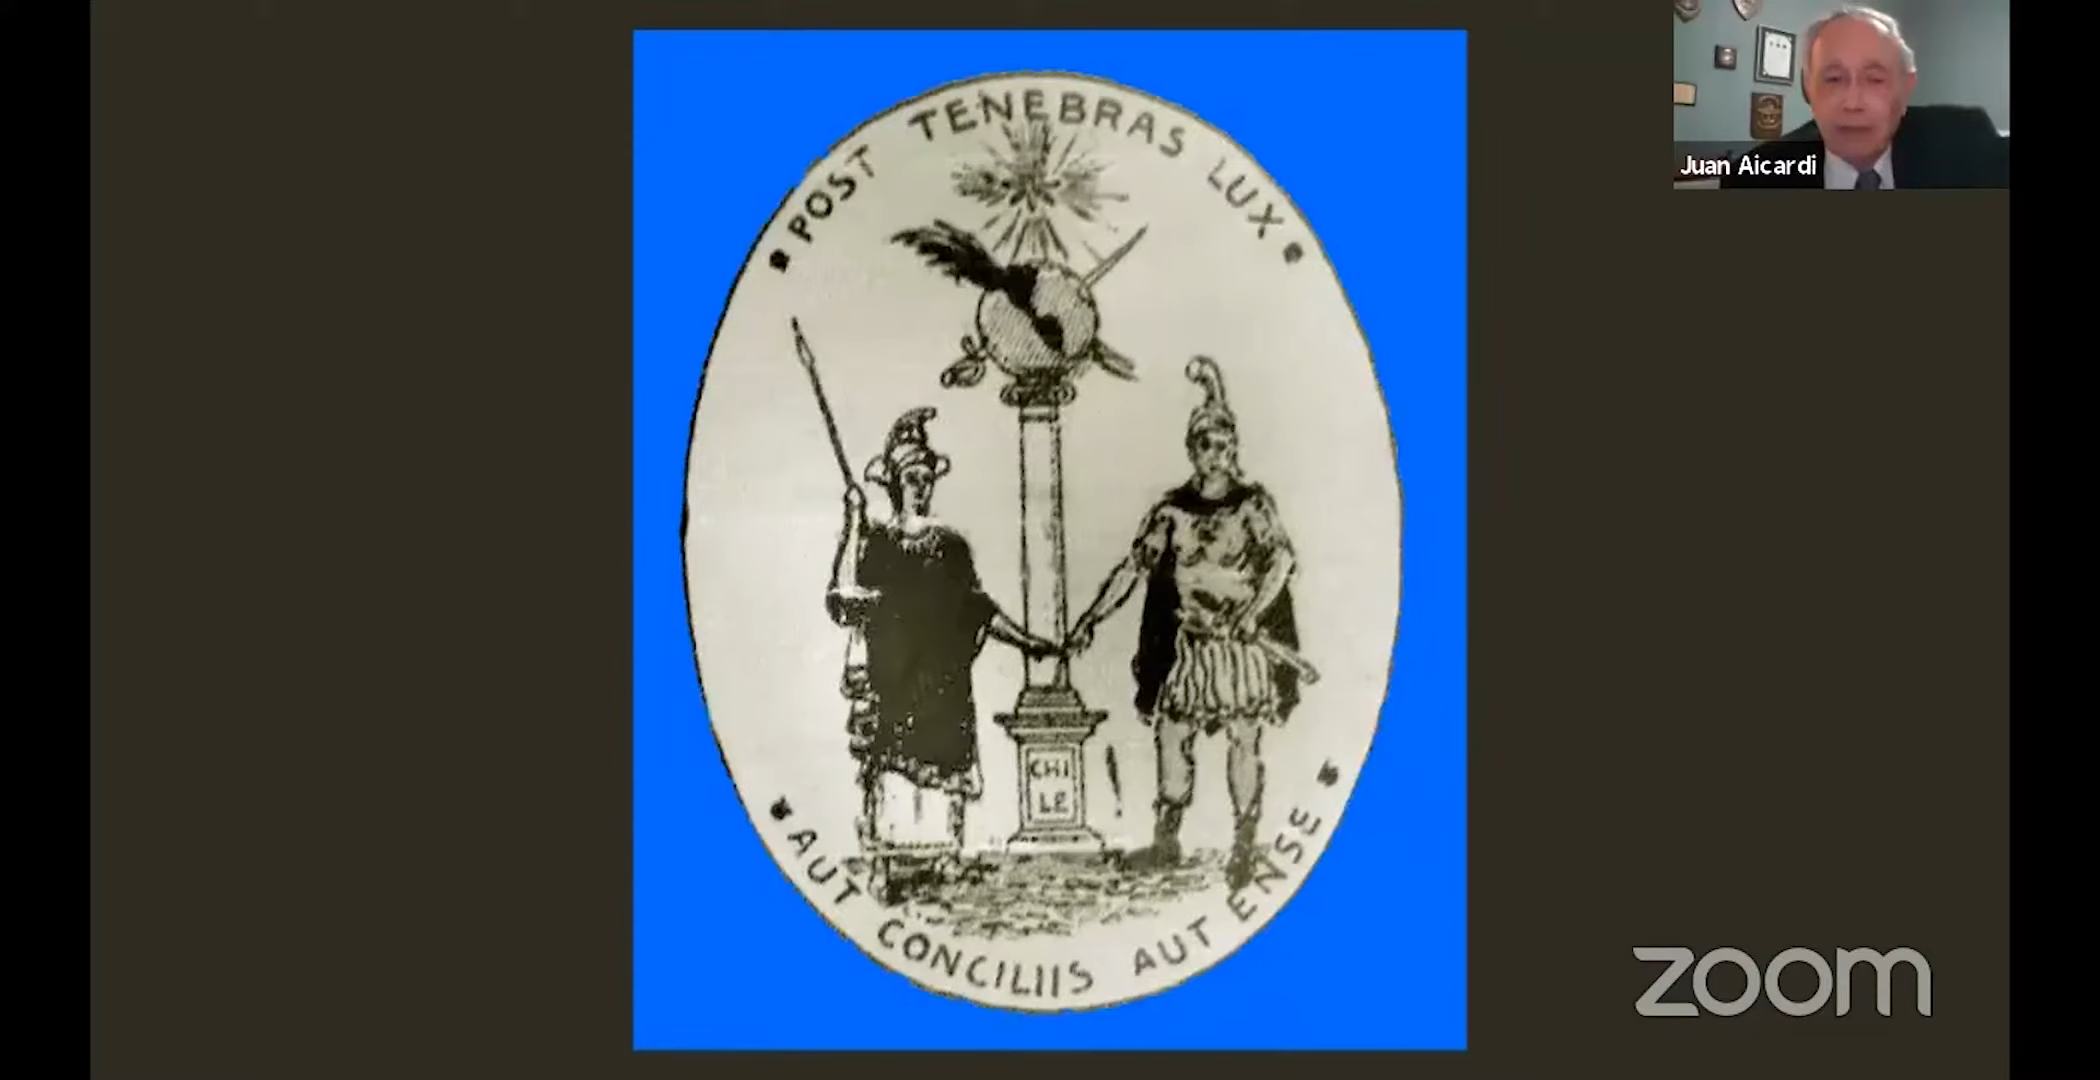 POST TENEBRAS LUX
CHI
LE
AUT CONCILIIS AUT ENSE
Juan Aicardi
zoom